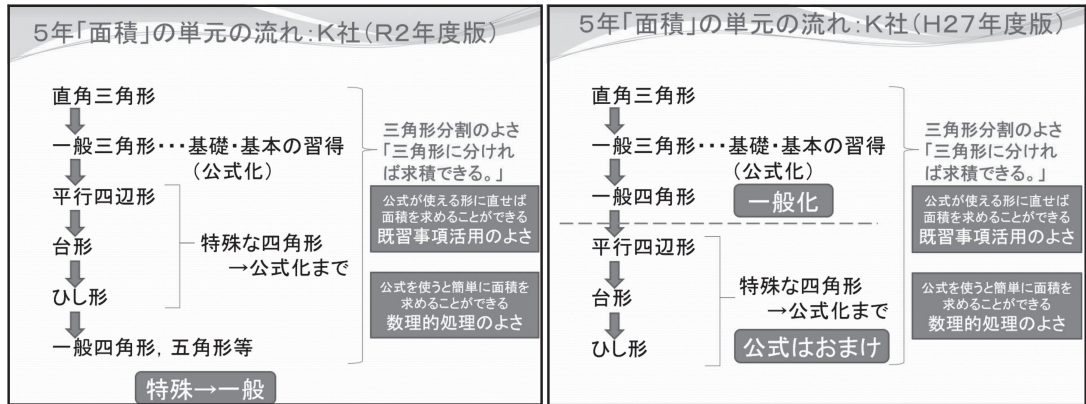 5年「面積」の単元の流れ:K社(R2年度版)
直角三角形
一般三角形・・・基礎・基本の習得
(公式化)
平行四辺形
台形
ひし形
特殊な四角形
→公式化まで
一般四角形,五角形等
特殊→一般
三角形分割のよさ
「三角形に分けれ
ば求積できる。」
公式が使える形に直せば
面積を求めることができる
既習事項活用のよさ
公式を使うと簡単に面積を
求めることができる
数理的処理のよさ
5年「面積」の単元の流れ:K社(H27年度版)
直角三角形
一般三角形・・・基礎・基本の習得
(公式化)
一般四角形
一般化
平行四辺形
台形
ひし形
特殊な四角形
→公式化まで
公式はおまけ
三角形分割のよさ
「三角形に分けれ
ば求積できる。」
公式が使える形に直せば
面積を求めることができる
既習事項活用のよさ
公式を使うと簡単に面積を
求めることができる
数理的処理のよさ